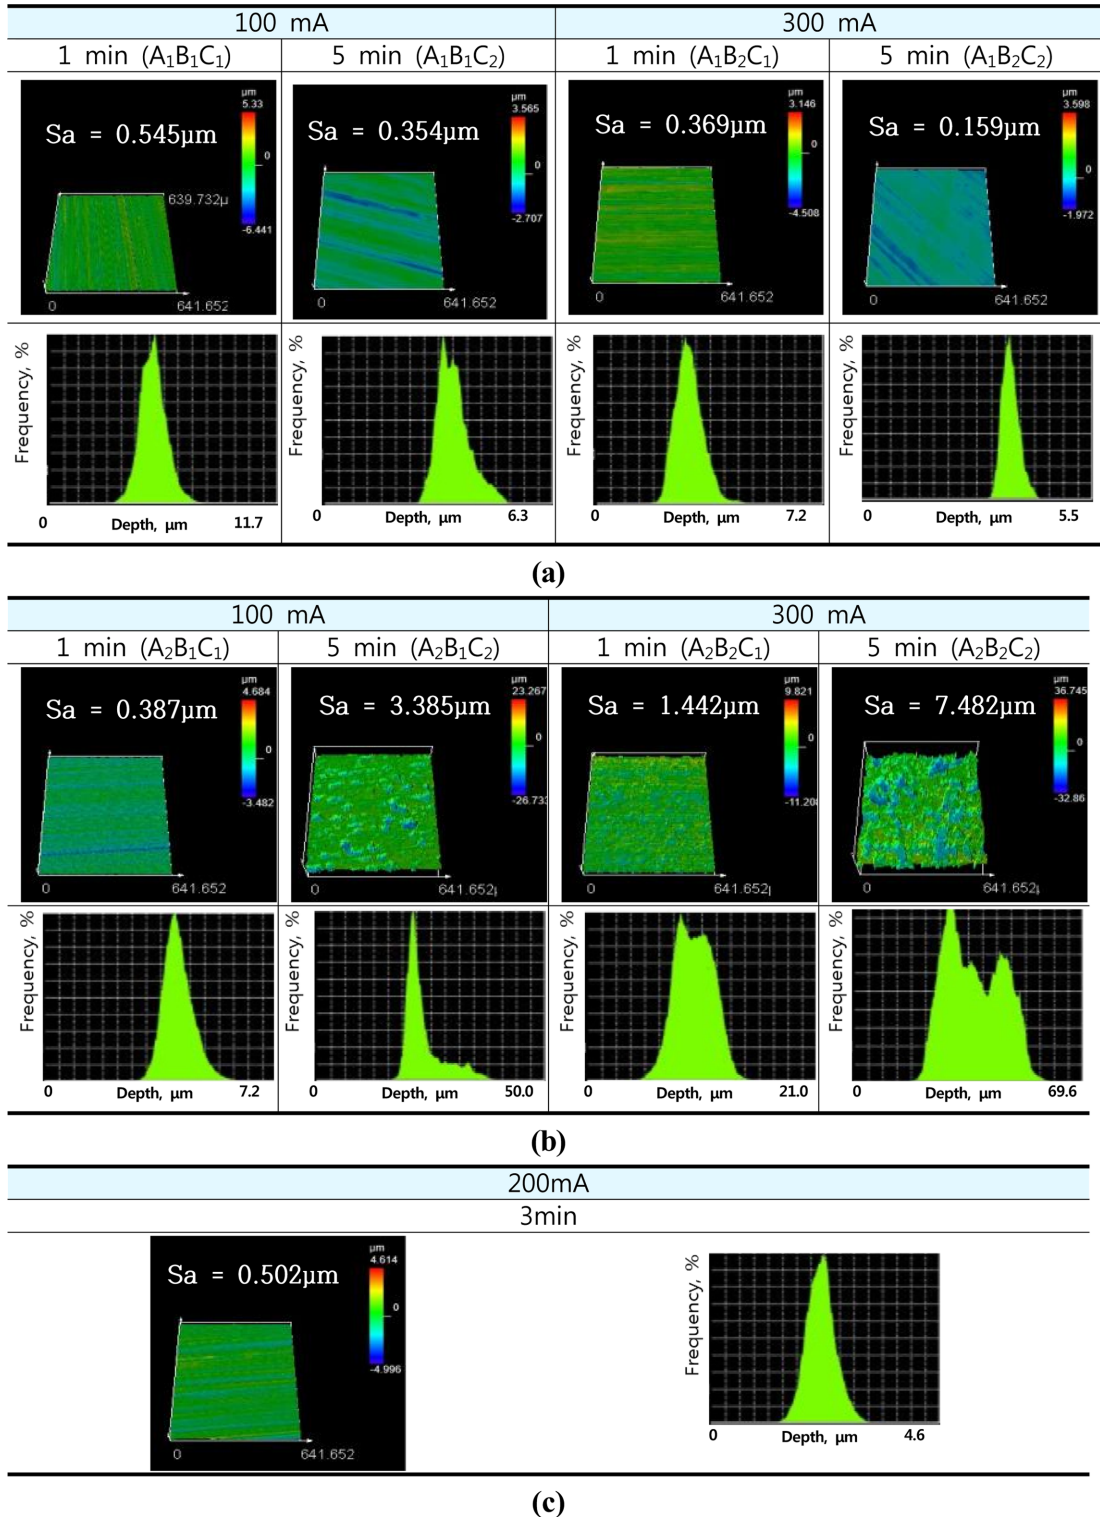 100 mA 300 mA
1 min (A₁B₁C₁) 5 min (A₁B₁C₂) 1 min (A₁B₂C₁) 5 min (A₁B₂C₂)
µm 5.33 0 -6.441 Sa = 0.545µm 639.732µ 0 641.652
µm 3.565 0 -2.707 Sa = 0.354µm 0 641.652
µm 3.146 0 -4.508 Sa = 0.369µm 0 641.652
µm 3.598 0 -1.972 Sa = 0.159µm 0 641.652
Frequency, % 0 Depth, µm 11.7
Frequency, % 0 Depth, µm 6.3
Frequency, % 0 Depth, µm 7.2
Frequency, % 0 Depth, µm 5.5
(a)
100 mA 300 mA
1 min (A₂B₁C₁) 5 min (A₂B₁C₂) 1 min (A₂B₂C₁) 5 min (A₂B₂C₂)
µm 4.684 0 -3.482 Sa = 0.387µm 0 641.652
µm 23.267 0 -26.733 Sa = 3.385µm 0 641.652µ
µm 9.821 0 -11.208 Sa = 1.442µm 0 641.652µ
µm 36.745 0 -32.86 Sa = 7.482µm 0 641.652µ
Frequency, % 0 Depth, µm 7.2
Frequency, % 0 Depth, µm 50.0
Frequency, % 0 Depth, µm 21.0
Frequency, % 0 Depth, µm 69.6
(b)
200mA
3min
µm 4.614 0 -4.996 Sa = 0.502µm 0 641.652
Frequency, % 0 Depth, µm 4.6
(c)